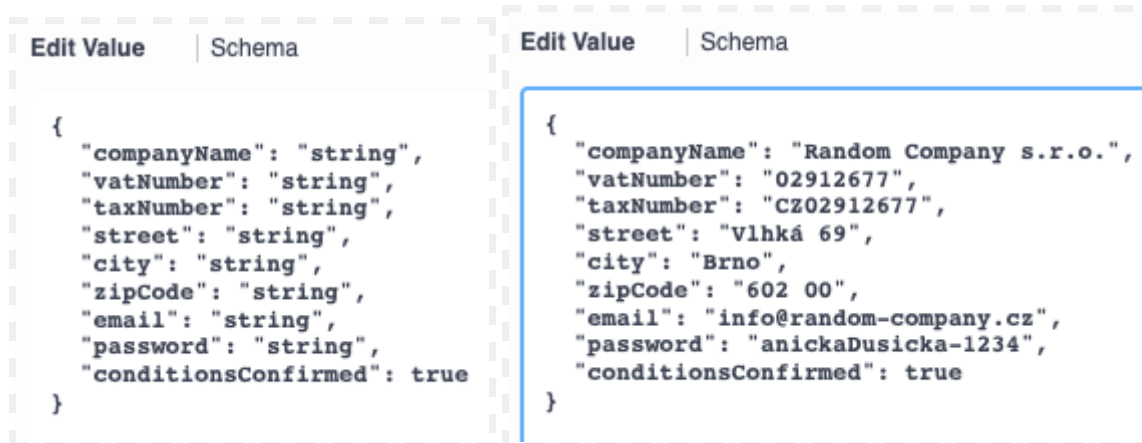 Edit Value | Schema
{
"companyName": "string",
"vatNumber": "string",
"taxNumber": "string",
"street": "string",
"city": "string",
"zipCode": "string",
"email": "string",
"password": "string",
"conditionsConfirmed": true
}
Edit Value | Schema
{
"companyName": "Random Company s.r.o.",
"vatNumber": "02912677",
"taxNumber": "CZ02912677",
"street": "Vlhká 69",
"city": "Brno",
"zipCode": "602 00",
"email": "info@random-company.cz",
"password": "anickaDusicka-1234",
"conditionsConfirmed": true
}